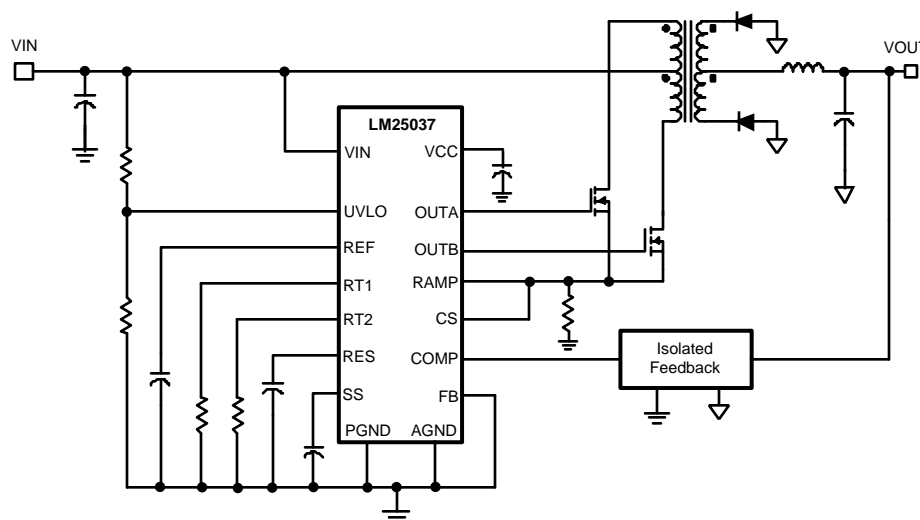 VIN
VOUT
LM25037
VIN
VCC
UVLO
OUTA
REF
OUTB
RT1
RAMP
RT2
CS
RES
COMP
SS
FB
PGND
AGND
Isolated
Feedback